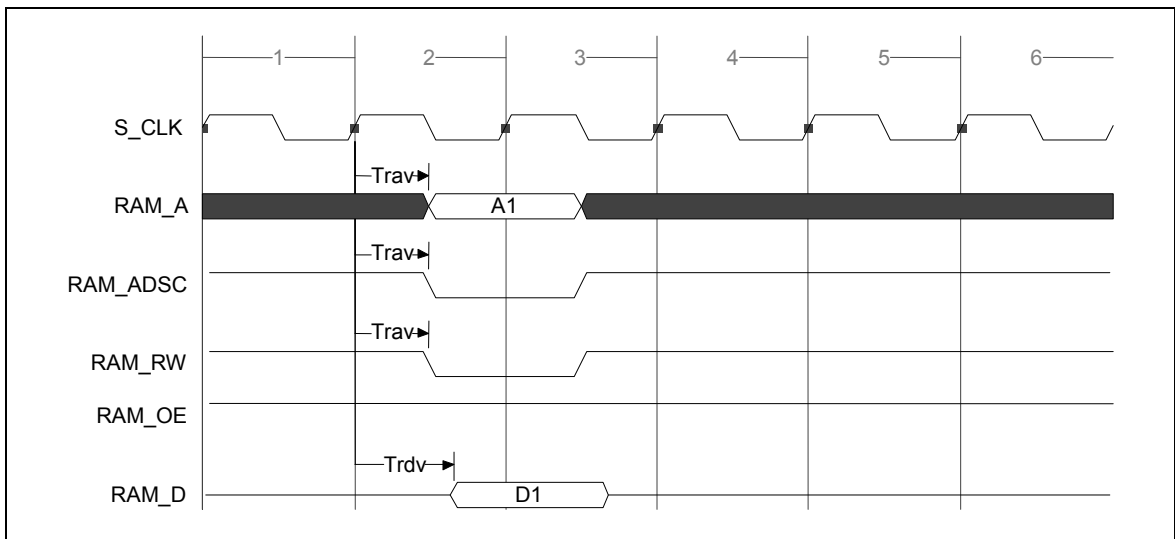 1 2 3 4 5 6
S_CLK
Trav
RAM_A A1
Trav
RAM_ADSC
Trav
RAM_RW
RAM_OE
Trdv
RAM_D D1